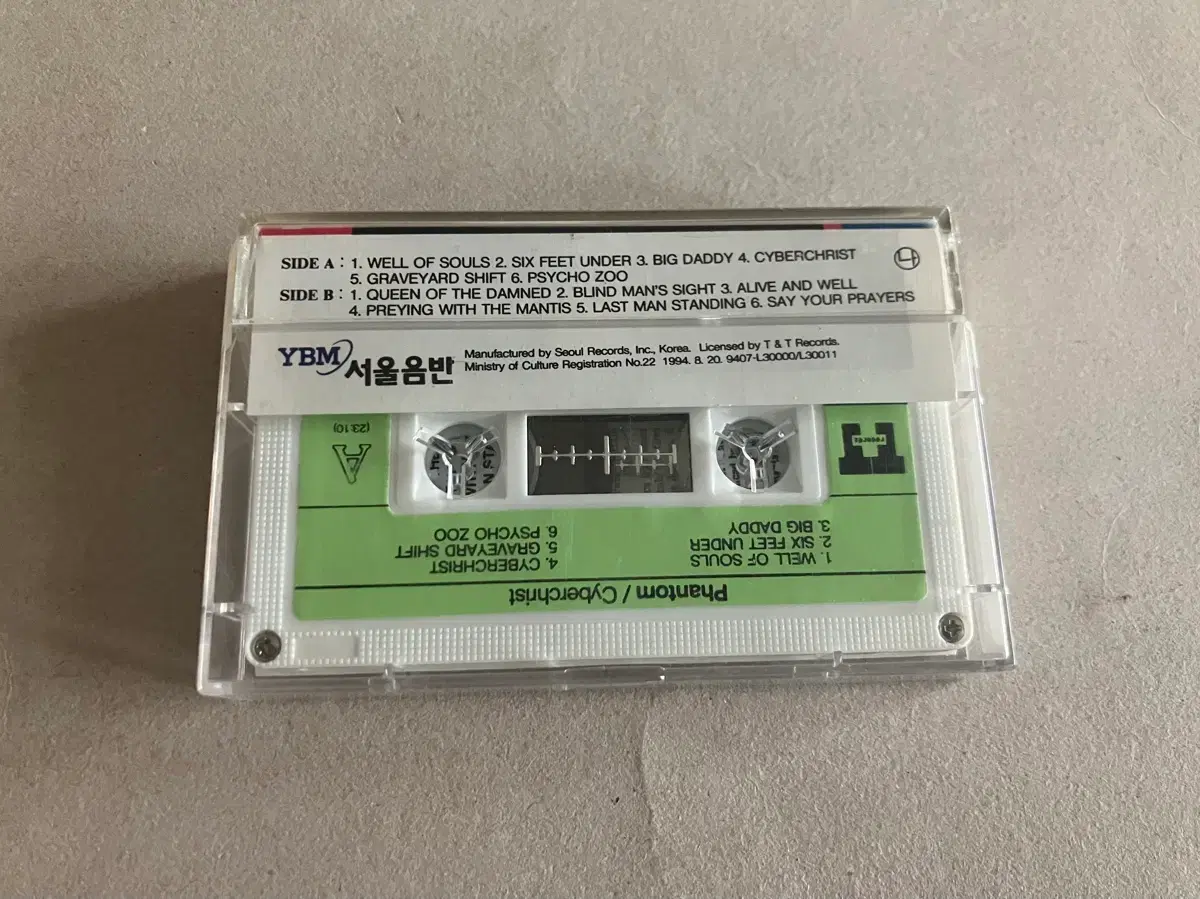 SIDE A : 1. WELL OF SOULS 2. SIX FEET UNDER 3. BIG DADDY 4. CYBERCHRIST
5. GRAVEYARD SHIFT 6. PSYCHO ZOO
SIDE B : 1. QUEEN OF THE DAMNED 2. BLIND MAN'S SIGHT 3. ALIVE AND WELL
4. PREYING WITH THE MANTIS 5. LAST MAN STANDING 6. SAY YOUR PRAYERS
나
YBM 서울음반
Manufactured by Seoul Records, Inc., Korea. Licensed by T & T Records.
Ministry of Culture Registration No.22 1994. 8. 20. 9407-L30000/L30011
Phantom / Cyberchrist
1. WELL OF SOULS
2. SIX FEET UNDER
3. BIG DADDY
4. CYBERCHRIST
5. GRAVEYARD SHIFT
6. PSYCHO ZOO
A
(23:10)
records